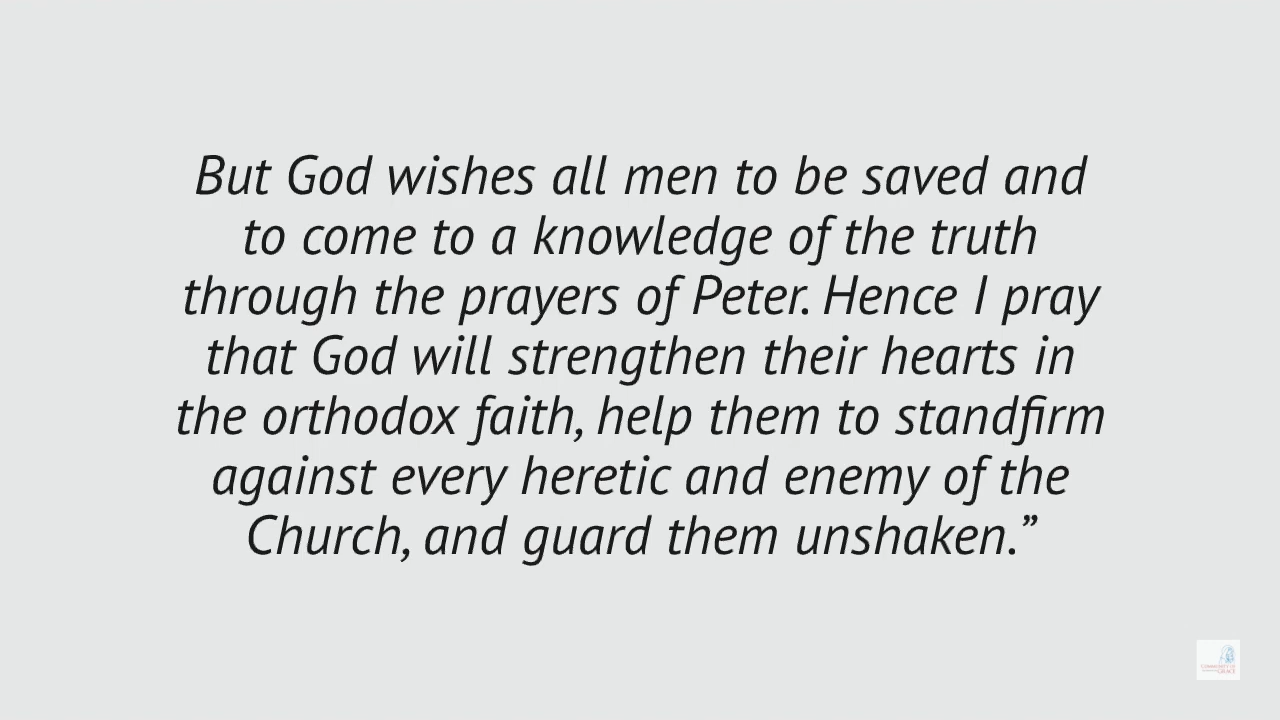 But God wishes all men to be saved and
to come to a knowledge of the truth
through the prayers of Peter. Hence I pray
that God will strengthen their hearts in
the orthodox faith, help them to standfirm
against every heretic and enemy of the
Church, and guard them unshaken.”
GRACE